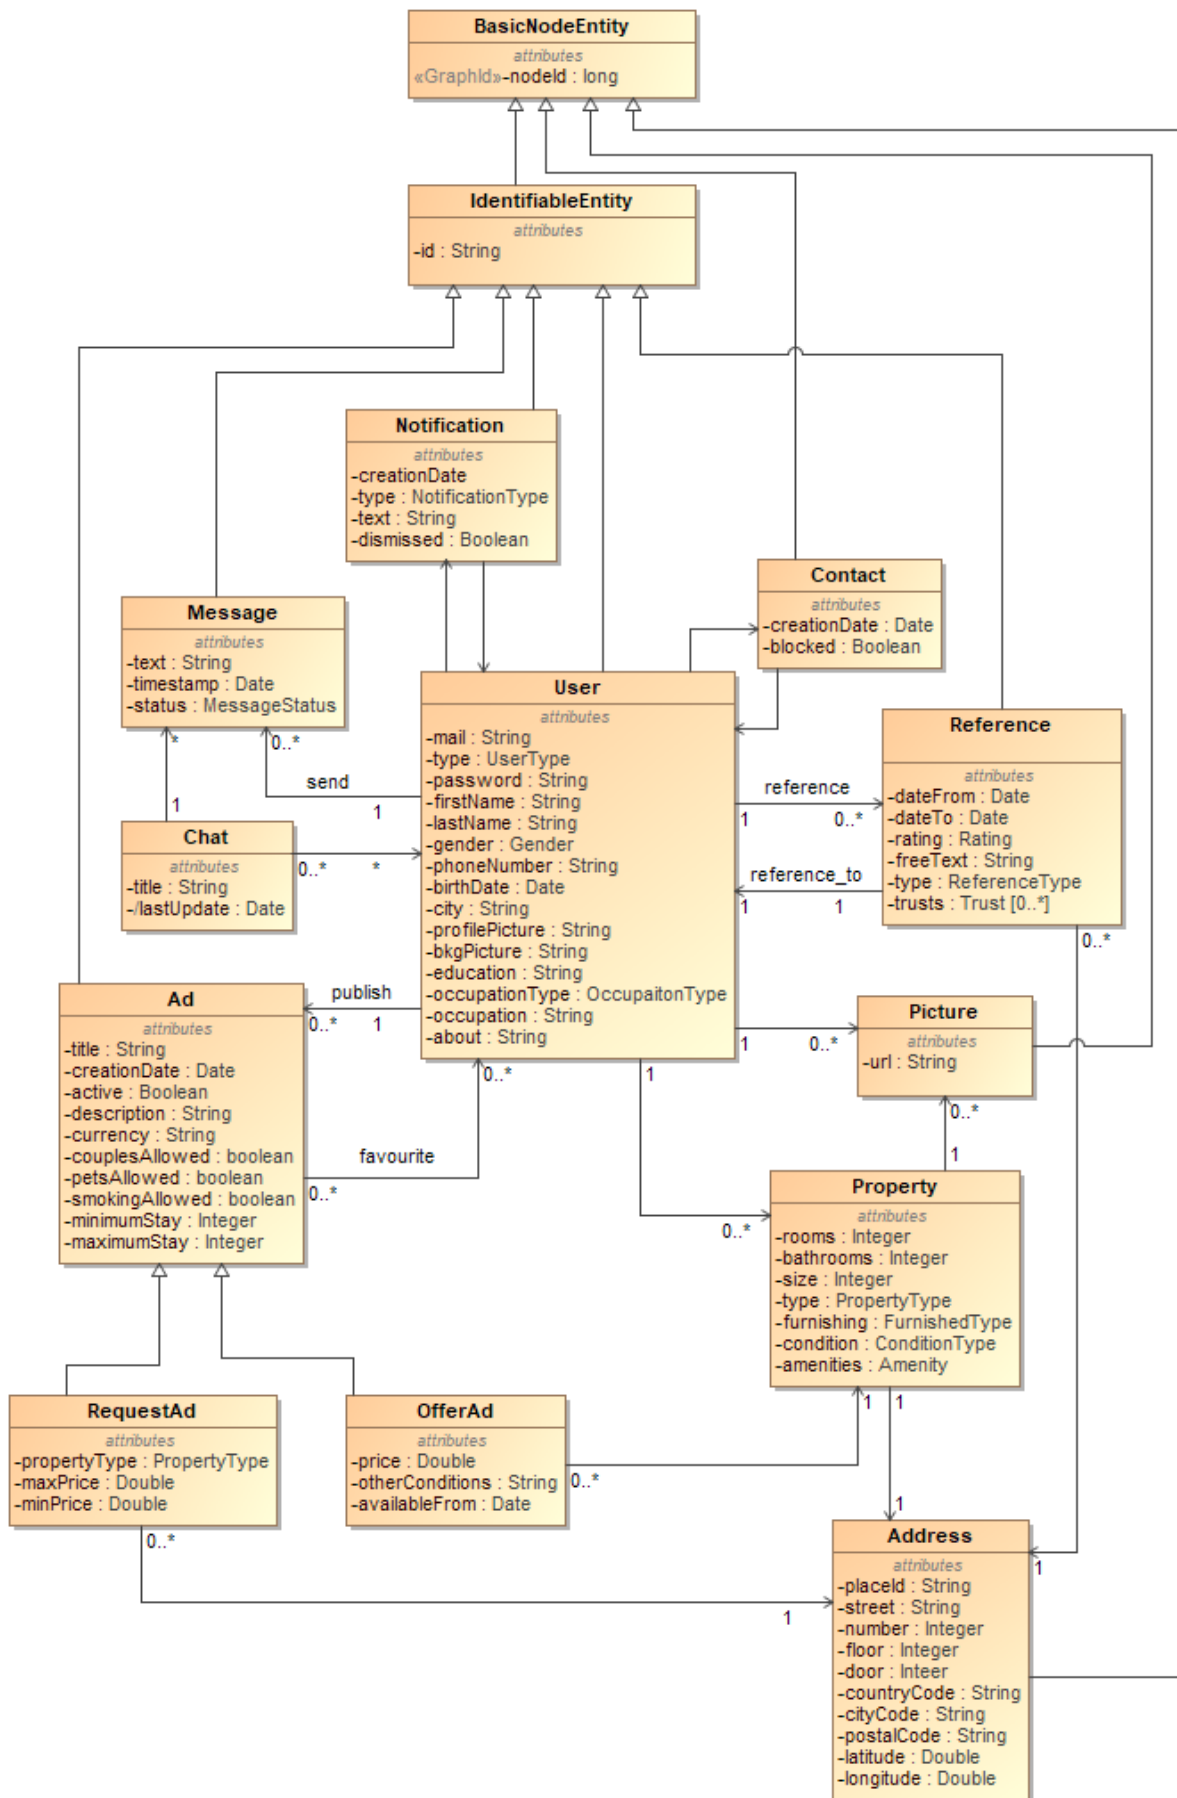 BasicNodeEntity
attributes
«GraphId»-nodeId : long
IdentifiableEntity
attributes
-id : String
Notification
attributes
-creationDate
-type : NotificationType
-text : String
-dismissed : Boolean
Contact
attributes
-creationDate : Date
-blocked : Boolean
Message
attributes
-text : String
-timestamp : Date
-status : MessageStatus
*
0..*
send
1
1
Chat
attributes
-title : String
-/lastUpdate : Date
0..*
*
User
attributes
-mail : String
-type : UserType
-password : String
-firstName : String
-lastName : String
-gender : Gender
-phoneNumber : String
-birthDate : Date
-city : String
-profilePicture : String
-bkgPicture : String
-education : String
-occupationType : OccupaitonType
-occupation : String
-about : String
reference
1
0..*
reference_to
1
1
Reference
attributes
-dateFrom : Date
-dateTo : Date
-rating : Rating
-freeText : String
-type : ReferenceType
-trusts : Trust [0..*]
0..*
publish
0..*
1
Ad
attributes
-title : String
-creationDate : Date
-active : Boolean
-description : String
-currency : String
-couplesAllowed : boolean
-petsAllowed : boolean
-smokingAllowed : boolean
-minimumStay : Integer
-maximumStay : Integer
0..*
favourite
0..*
1
1
0..*
Picture
attributes
-url : String
0..*
1
0..*
Property
attributes
-rooms : Integer
-bathrooms : Integer
-size : Integer
-type : PropertyType
-furnishing : FurnishedType
-condition : ConditionType
-amenities : Amenity
1
1
RequestAd
attributes
-propertyType : PropertyType
-maxPrice : Double
-minPrice : Double
0..*
OfferAd
attributes
-price : Double
-otherConditions : String
-availableFrom : Date
0..*
1
1
1
Address
attributes
-placeId : String
-street : String
-number : Integer
-floor : Integer
-door : Inteer
-countryCode : String
-cityCode : String
-postalCode : String
-latitude : Double
-longitude : Double